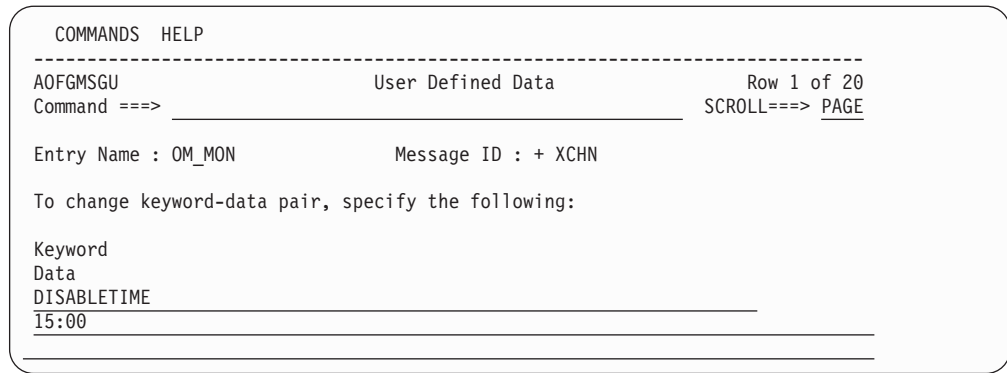 COMMANDS HELP
-------------------------------------------------------------------------------
AOFGMSGU User Defined Data Row 1 of 20
Command ===> SCROLL===> PAGE
Entry Name : OM_MON Message ID : + XCHN
To change keyword-data pair, specify the following:
Keyword
Data
DISABLETIME
15:00